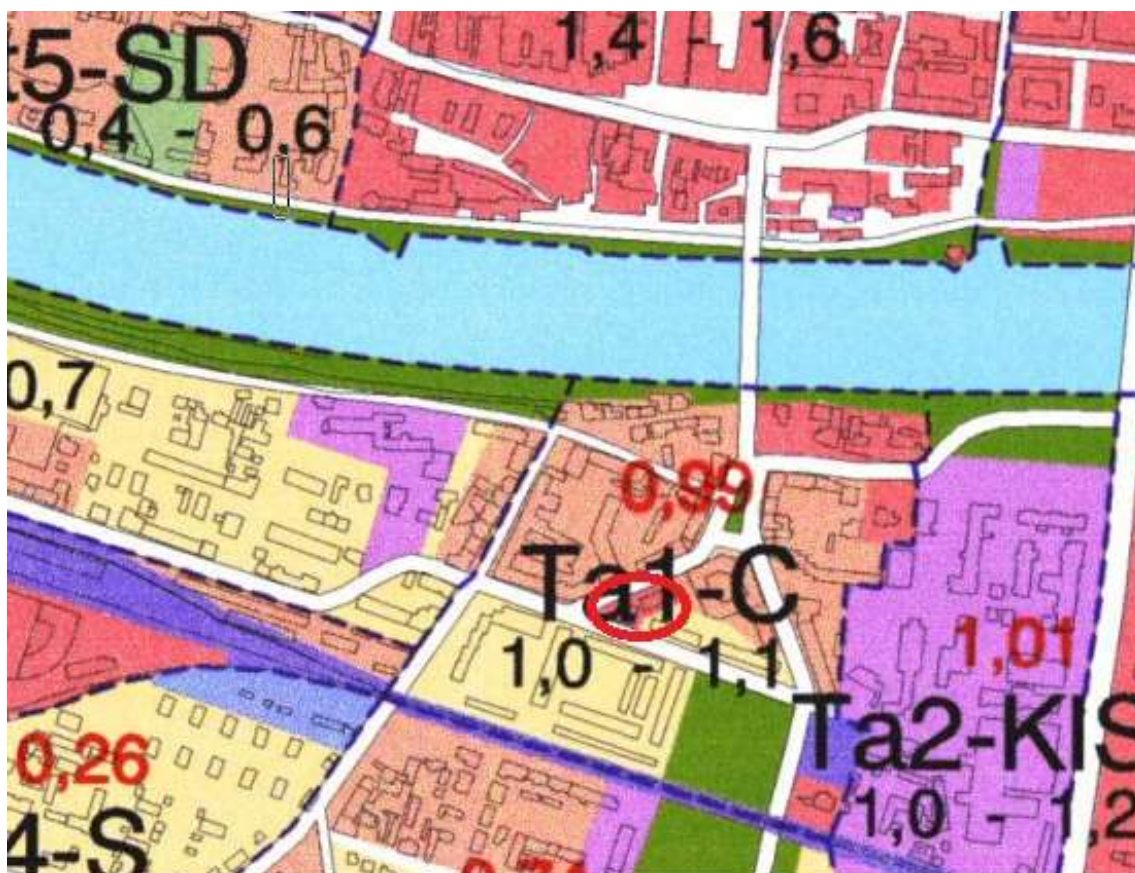 1,4 - 1,6
t5-SD
0,4 - 0,6
0,7
0,99
Ta1-C
1,0 - 1,1
1,01
Ta2-KIS
1,0 - 1,2
0,26
4-S